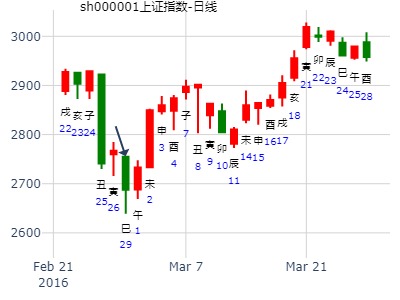 sh000001上证指数-日线
3000
2900
2800
2700
2600
戌
22
亥
23
子
24
丑
25
寅
26
巳
29
午
1
未
2
申
3
酉
4
子
7
丑
8
寅
9
卯
10
辰
11
未
14
申
15
酉
16
戌
17
亥
18
寅
21
卯
22
辰
23
巳
24
午
25
酉
28
Feb 21
2016
Mar 7
Mar 21